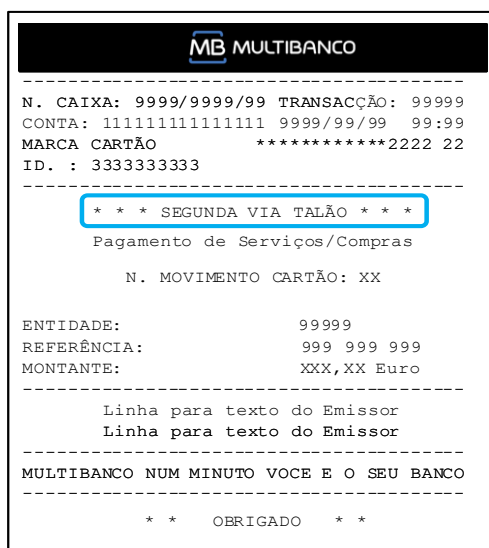 MB MULTIBANCO
----------------------------------------
N. CAIXA: 9999/9999/99 TRANSACÇÃO: 99999
CONTA: 111111111111111 9999/99/99 99:99
MARCA CARTÃO ************2222 22
ID. : 3333333333
----------------------------------------
* * * SEGUNDA VIA TALÃO * * *
Pagamento de Serviços/Compras
N. MOVIMENTO CARTÃO: XX
ENTIDADE: 99999
REFERÊNCIA: 999 999 999
MONTANTE: XXX,XX Euro
----------------------------------------
Linha para texto do Emissor
Linha para texto do Emissor
----------------------------------------
MULTIBANCO NUM MINUTO VOCE E O SEU BANCO
----------------------------------------
* * OBRIGADO * *